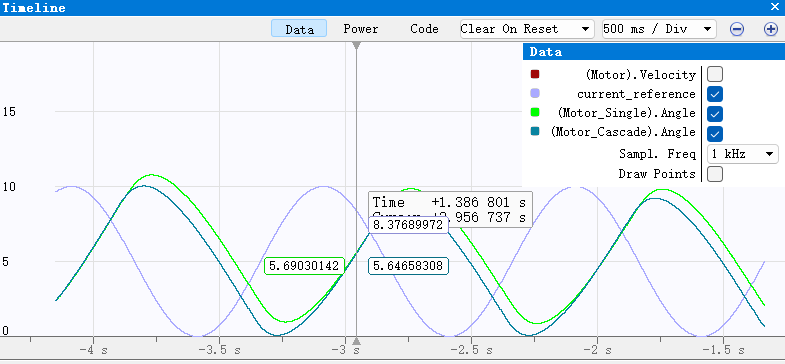 Timeline
Data Power Code Clear On Reset 500 ms / Div
Data
(Motor).Velocity
current_reference
(Motor_Single).Angle
(Motor_Cascade).Angle
Sampl. Freq 1 kHz
Draw Points
15
10
5
0
Time +1.386 801 s
956 737 s
8.37689972
5.69030142
5.64658308
-4 s -3.5 s -3 s -2.5 s -2 s -1.5 s